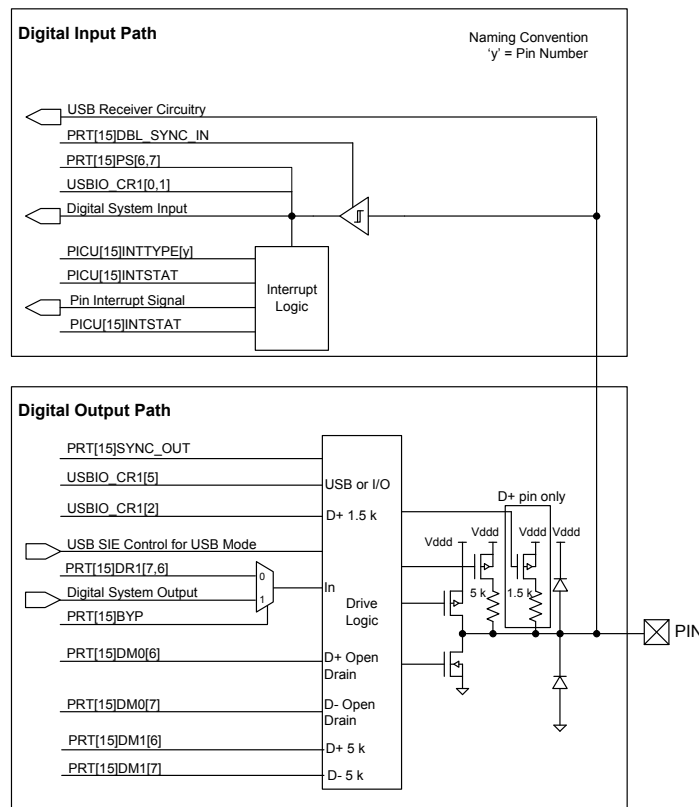 Digital Input Path
Naming Convention
'y' = Pin Number
USB Receiver Circuitry
PRT[15]DBL_SYNC_IN
PRT[15]PS[6,7]
USBIO_CR1[0,1]
Digital System Input
PICU[15]INTTYPE[y]
PICU[15]INTSTAT
Pin Interrupt Signal
PICU[15]INTSTAT
Interrupt
Logic
Digital Output Path
PRT[15]SYNC_OUT
USBIO_CR1[5]
USB or I/O
USBIO_CR1[2]
D+ 1.5 k
D+ pin only
Vddd
Vddd
Vddd
Vddd
USB SIE Control for USB Mode
PRT[15]DR1[7,6]
0
Digital System Output
1
PRT[15]BYP
In
Drive
Logic
5 k
1.5 k
PIN
PRT[15]DM0[6]
D+ Open
Drain
PRT[15]DM0[7]
D- Open
Drain
PRT[15]DM1[6]
D+ 5 k
PRT[15]DM1[7]
D- 5 k